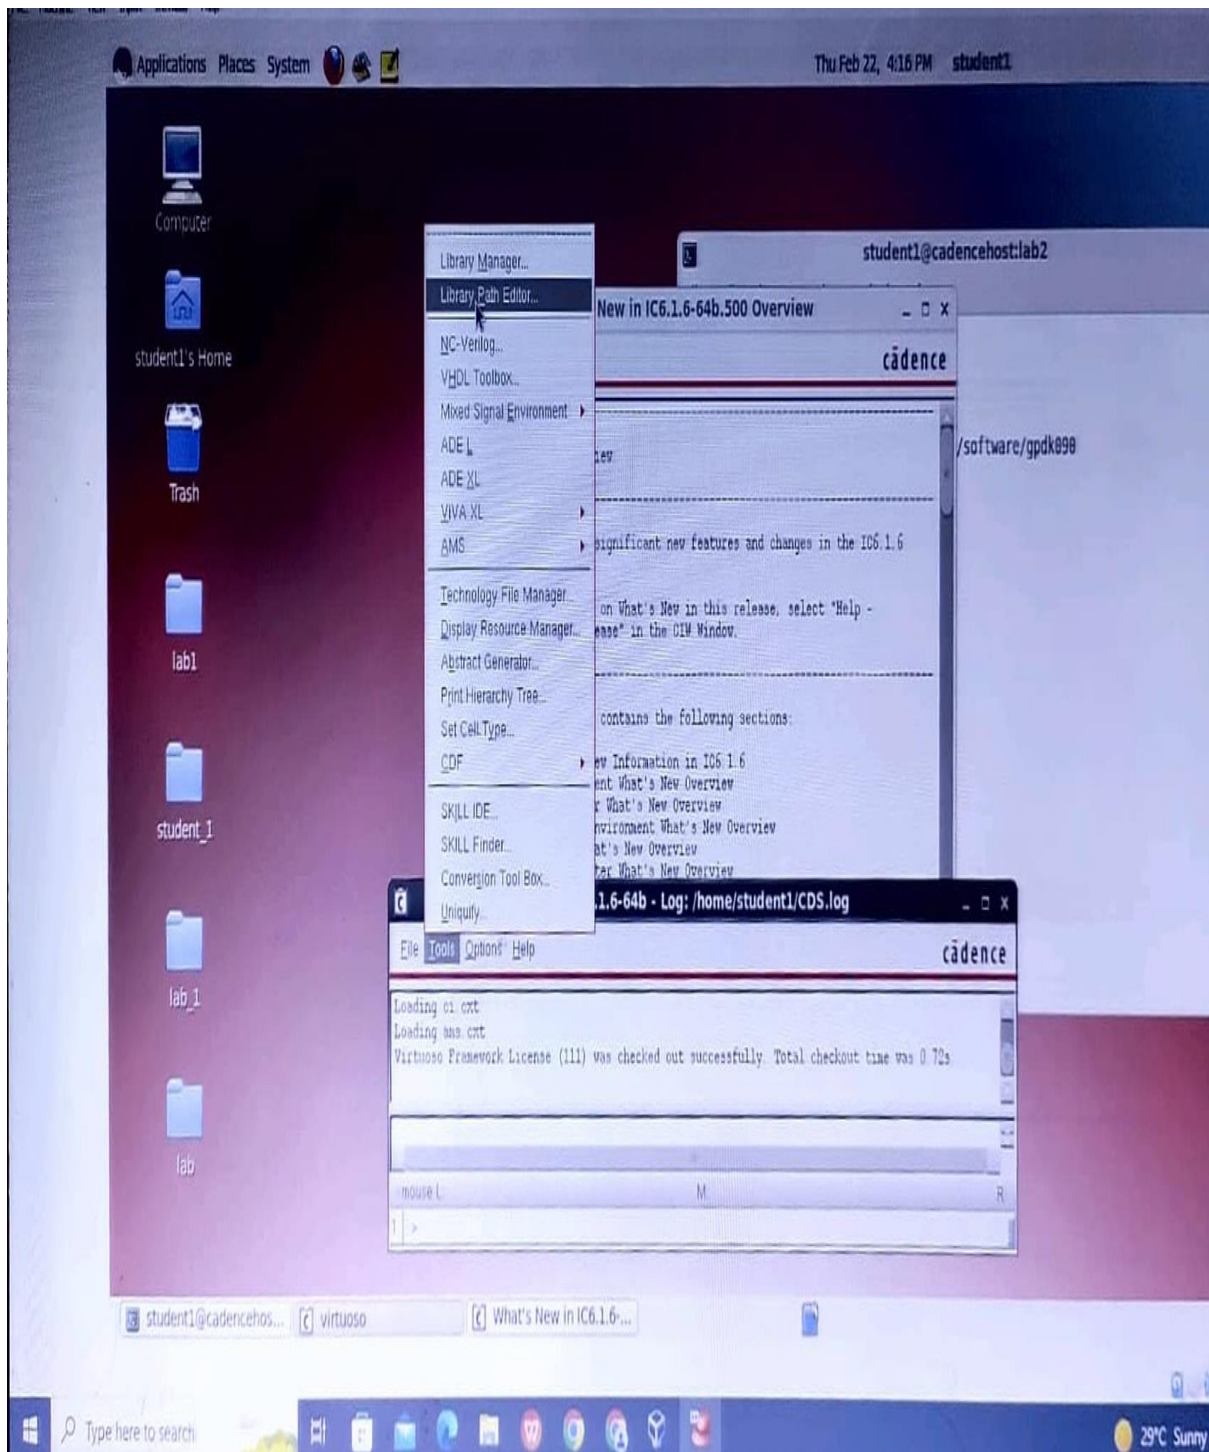 Applications Places System
Thu Feb 22, 4:16 PM student1
Computer
student1's Home
Trash
lab1
student_1
lab_1
lab
student1@cadencehost:lab2
/software/gpdk090
New in IC6.1.6-64b.500 Overview
cādence
significant new features and changes in the IC6.1.6
on What's New in this release, select "Help -
ease" in the CIW Window.
contains the following sections:
ew Information in IC6.1.6
ent What's New Overview
r What's New Overview
nvironment What's New Overview
at's New Overview
ter What's New Overview
Library Manager...
Library Path Editor...
NC-Verilog...
VHDL Toolbox...
Mixed Signal Environment
ADE L
ADE XL
ViVA XL
AMS
Technology File Manager...
Display Resource Manager...
Abstract Generator...
Print Hierarchy Tree...
Set Cell Type...
CDF
SKILL IDE...
SKILL Finder...
Conversion Tool Box...
Uniquify...
.1.6-64b - Log: /home/student1/CDS.log
File Tools Options Help
cādence
Loading ci.cxt
Loading ams.cxt
Virtuoso Framework License (111) was checked out successfully. Total checkout time was 0.72s
mouse L: M: R:
1 >
student1@cadencehos... virtuoso What's New in IC6.1.6-...
Type here to search
29°C Sunny